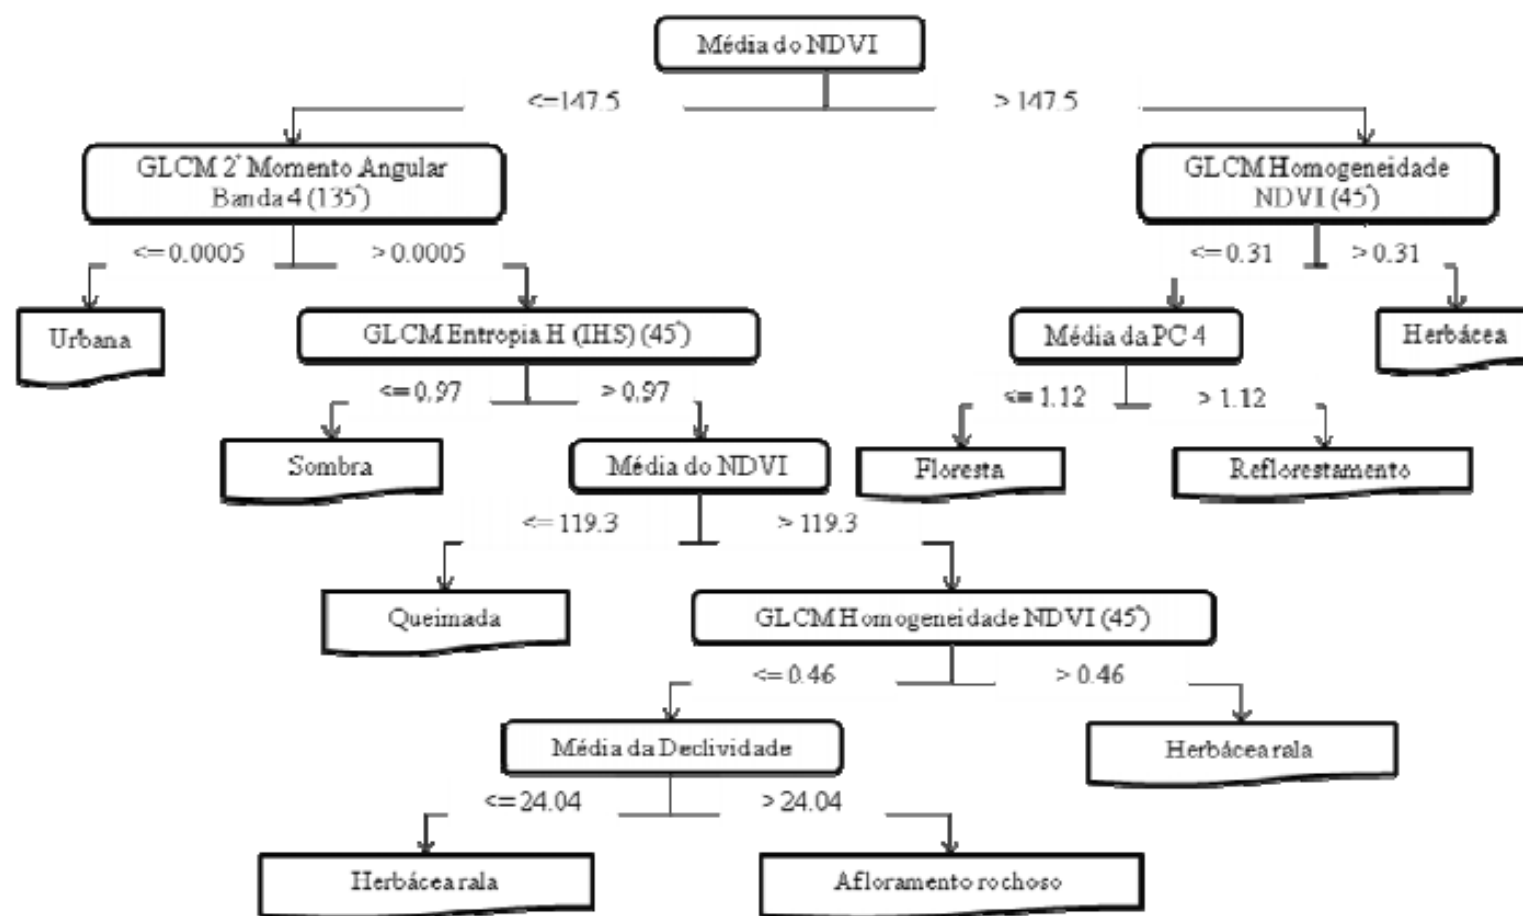 Média do NDVI
<=147.5
> 147.5
GLCM 2° Momento Angular
Banda 4 (135°)
GLCM Homogeneidade
NDVI (45°)
<= 0.0005
> 0.0005
<= 0.31
> 0.31
Urbana
GLCM Entropia H (IHS) (45°)
Média da PC 4
Herbácea
<= 0.97
> 0.97
<= 1.12
> 1.12
Sombra
Média do NDVI
Floresta
Reflorestamento
<= 119.3
> 119.3
Queimada
GLCM Homogeneidade NDVI (45°)
<= 0.46
> 0.46
Média da Declividade
Herbácea rala
<= 24.04
> 24.04
Herbácea rala
Afloramento rochoso